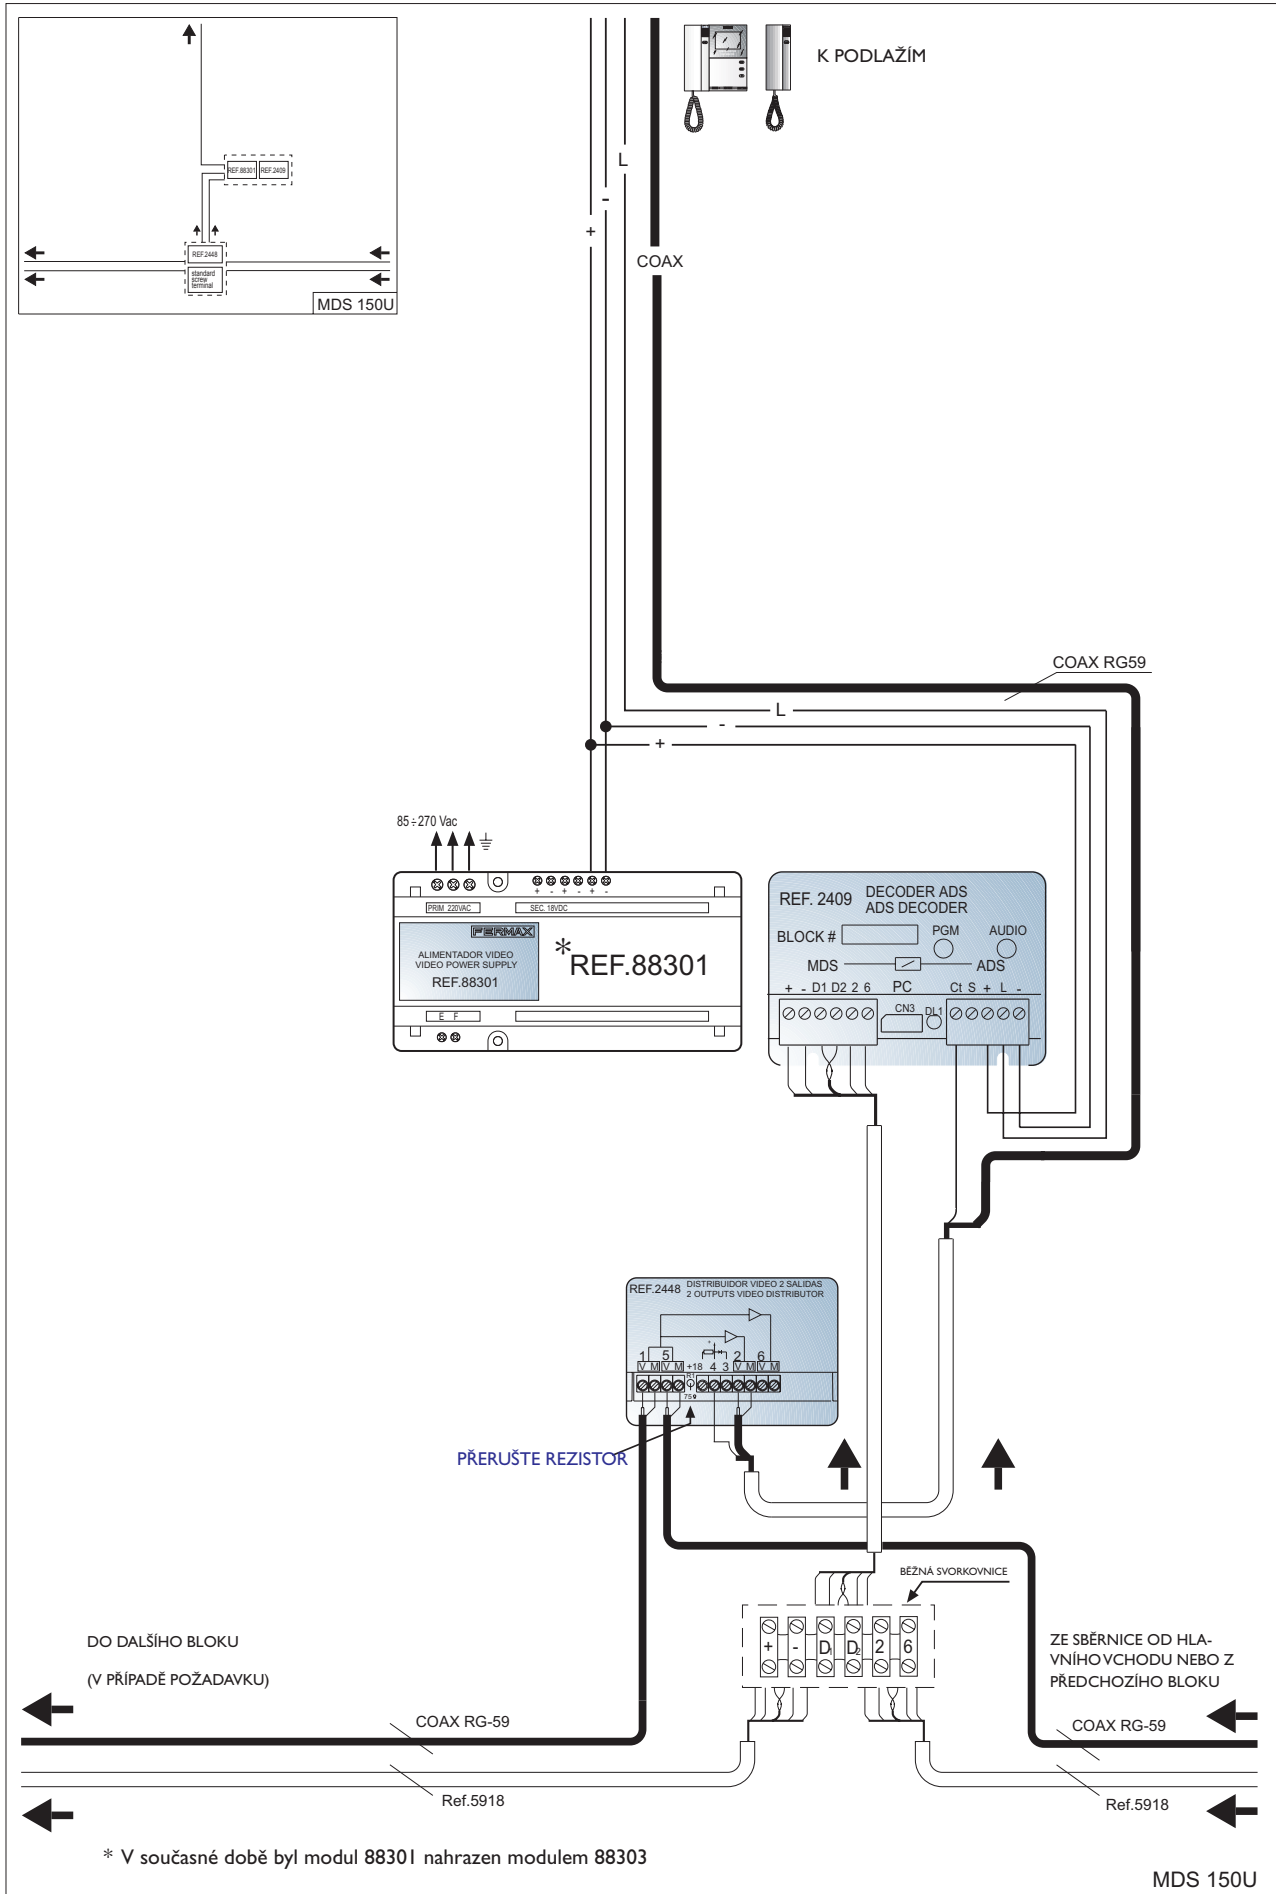 REF.88301
REF.2409
REF.2448
standard
screw
terminal
MDS 150U
K PODLAŽÍM
L
-
+
COAX
COAX RG59
L
-
+
85÷270 Vac
+ - + - + -
PRIM 220VAC
SEC. 18VDC
FERMAX
ALIMENTADOR VIDEO
VIDEO POWER SUPPLY
REF.88301
*REF.88301
E F
REF. 2409
DECODER ADS
ADS DECODER
BLOCK #
PGM
AUDIO
MDS
ADS
+ - D1 D2 2 6
PC
Ct S + L -
CN3
DL1
REF.2448
DISTRIBUIDOR VIDEO 2 SALIDAS
2 OUTPUTS VIDEO DISTRIBUTOR
*
1 5 2 6
V M V M +18 4 3 V M V M
R1
PŘERUŠTE REZISTOR
BĚŽNÁ SVORKOVNICE
+ - D1 D2 2 6
DO DALŠÍHO BLOKU
(V PŘÍPADĚ POŽADAVKU)
ZE SBĚRNICE OD HLA-
VNÍHO VCHODU NEBO Z
PŘEDCHOZÍHO BLOKU
COAX RG-59
COAX RG-59
Ref.5918
Ref.5918
* V současné době byl modul 88301 nahrazen modulem 88303
MDS 150U